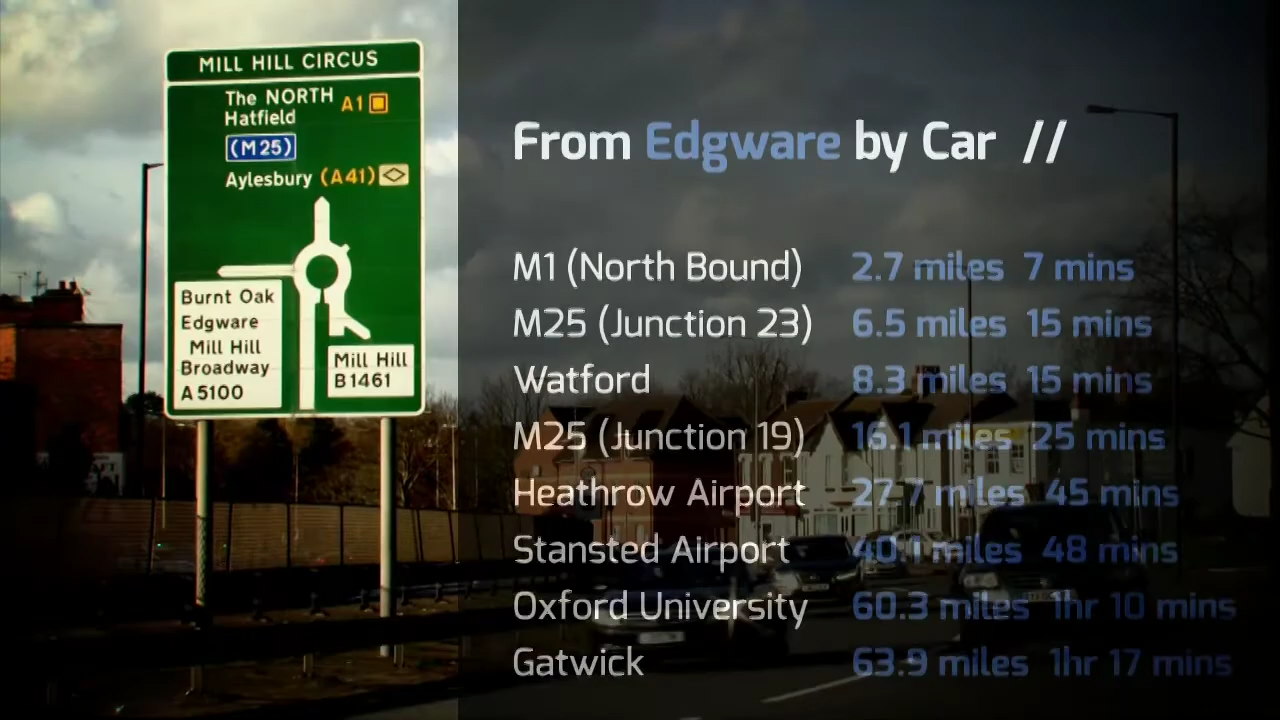 MILL HILL CIRCUS
The NORTH A1
Hatfield
(M25)
Aylesbury (A41)
Burnt Oak
Edgware
Mill Hill
Broadway
A5100
Mill Hill
B1461
From Edgware by Car //
M1 (North Bound) 2.7 miles 7 mins
M25 (Junction 23) 6.5 miles 15 mins
Watford 8.3 miles 15 mins
M25 (Junction 19) 16.1 miles 25 mins
Heathrow Airport 27.7 miles 45 mins
Stansted Airport 40.1 miles 48 mins
Oxford University 60.3 miles 1hr 10 mins
Gatwick 63.9 miles 1hr 17 mins